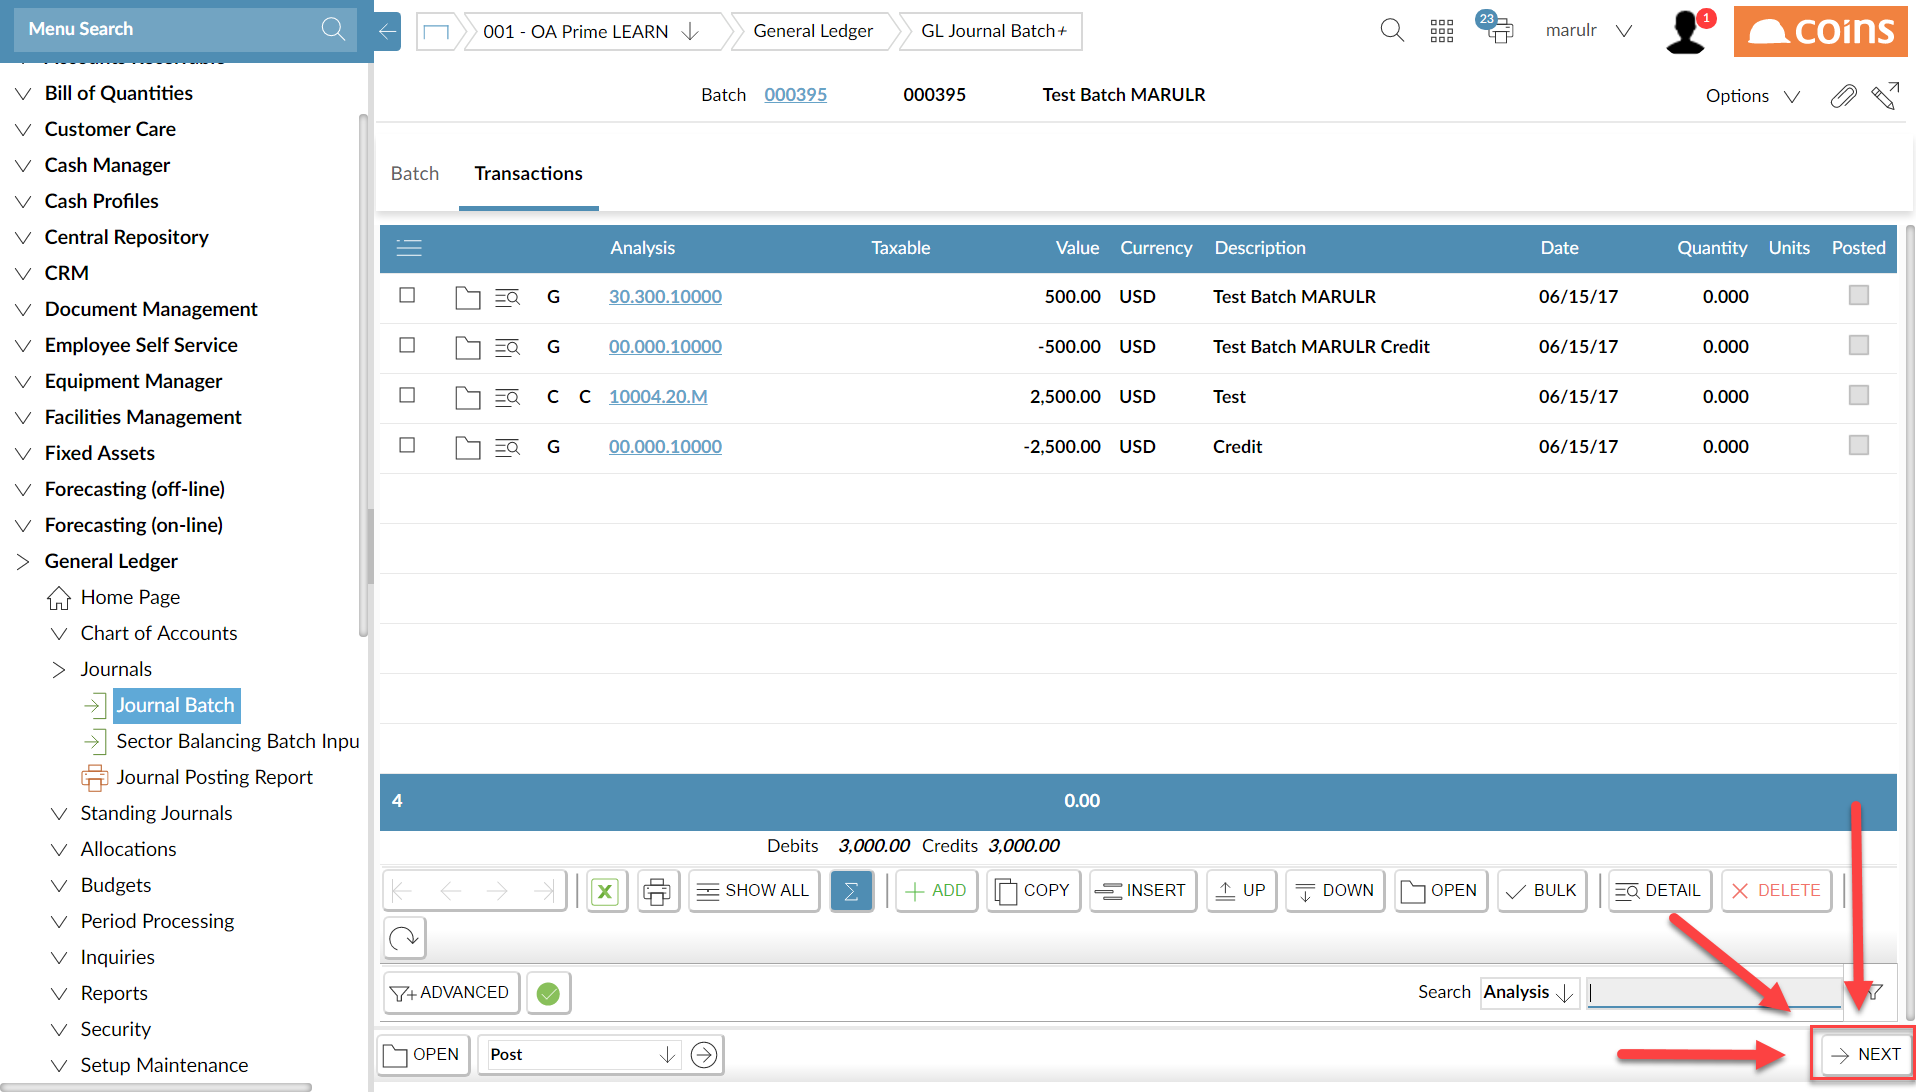 Menu Search
001 - OA Prime LEARN
General Ledger
GL Journal Batch+
23
marulr
1
coins
Batch 000395 000395 Test Batch MARULR
Options
Bill of Quantities
Customer Care
Cash Manager
Cash Profiles
Central Repository
CRM
Document Management
Employee Self Service
Equipment Manager
Facilities Management
Fixed Assets
Forecasting (off-line)
Forecasting (on-line)
General Ledger
Home Page
Chart of Accounts
Journals
Journal Batch
Sector Balancing Batch Inpu
Journal Posting Report
Standing Journals
Allocations
Budgets
Period Processing
Inquiries
Reports
Security
Setup Maintenance
Batch Transactions
Analysis Taxable Value Currency Description Date Quantity Units Posted
G 30.300.10000 500.00 USD Test Batch MARULR 06/15/17 0.000
G 00.000.10000 -500.00 USD Test Batch MARULR Credit 06/15/17 0.000
C C 10004.20.M 2,500.00 USD Test 06/15/17 0.000
G 00.000.10000 -2,500.00 USD Credit 06/15/17 0.000
4 0.00
Debits 3,000.00 Credits 3,000.00
SHOW ALL Σ ADD COPY INSERT UP DOWN OPEN BULK DETAIL DELETE
ADVANCED Search Analysis
OPEN Post NEXT